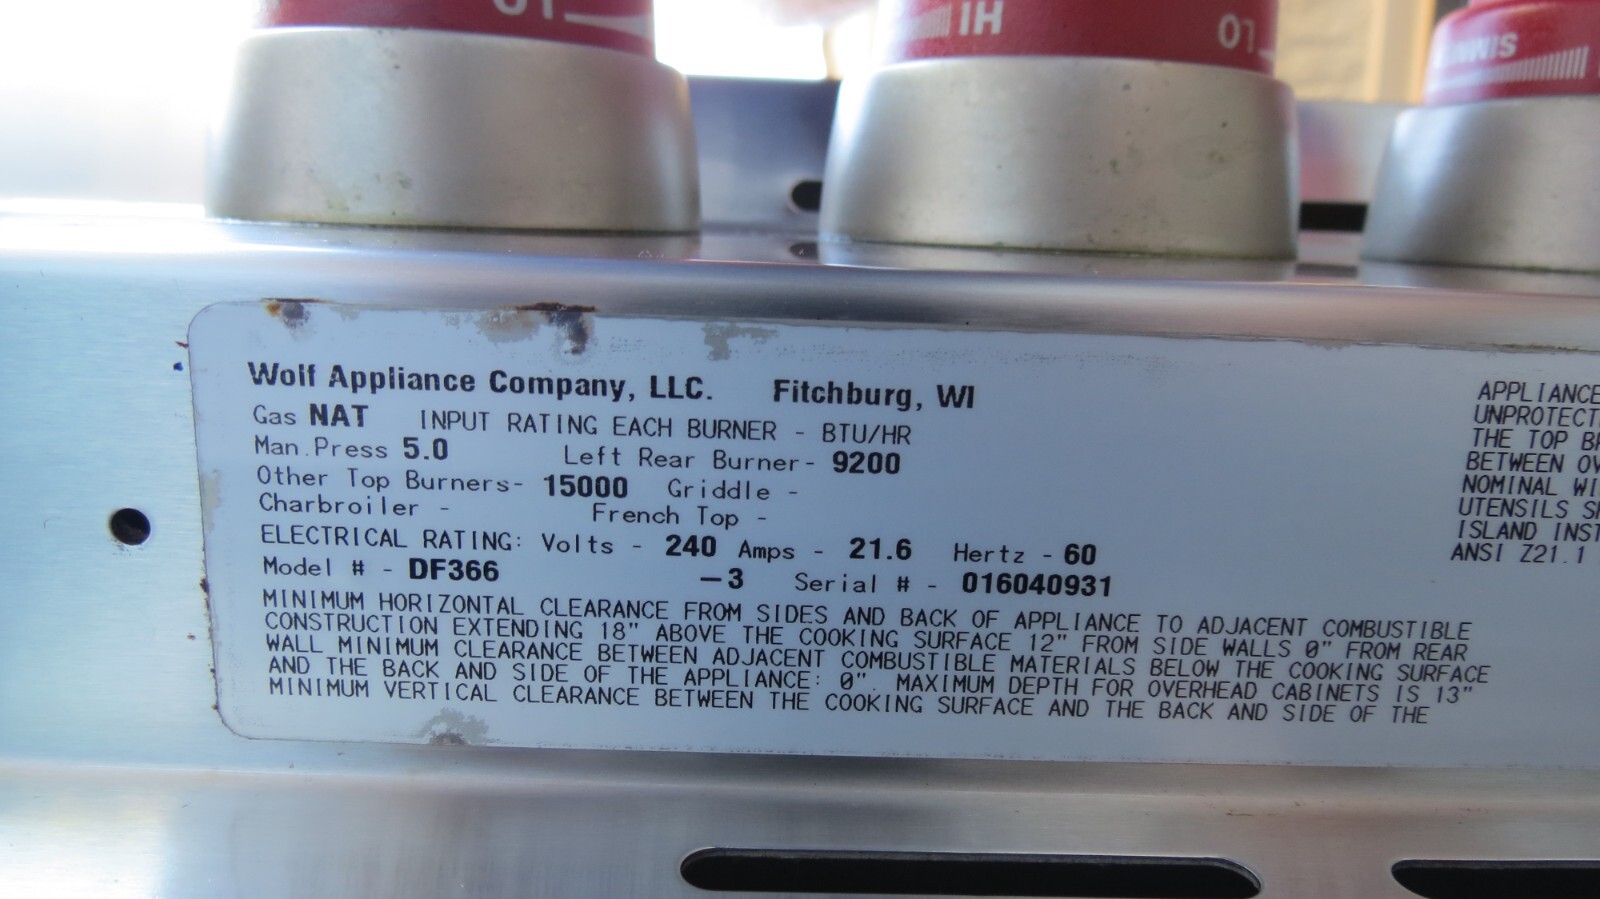 LO
HI
LO
Wolf Appliance Company, LLC. Fitchburg, WI
Gas NAT INPUT RATING EACH BURNER - BTU/HR
Man.Press 5.0 Left Rear Burner- 9200
Other Top Burners- 15000 Griddle -
Charbroiler - French Top -
ELECTRICAL RATING: Volts - 240 Amps - 21.6 Hertz - 60
Model # - DF366 -3 Serial # - 016040931
MINIMUM HORIZONTAL CLEARANCE FROM SIDES AND BACK OF APPLIANCE TO ADJACENT COMBUSTIBLE
CONSTRUCTION EXTENDING 18" ABOVE THE COOKING SURFACE 12" FROM SIDE WALLS 0" FROM REAR
WALL MINIMUM CLEARANCE BETWEEN ADJACENT COMBUSTIBLE MATERIALS BELOW THE COOKING SURFACE
AND THE BACK AND SIDE OF THE APPLIANCE: 0". MAXIMUM DEPTH FOR OVERHEAD CABINETS IS 13"
MINIMUM VERTICAL CLEARANCE BETWEEN THE COOKING SURFACE AND THE BACK AND SIDE OF THE
APPLIANCE
UNPROTECT
THE TOP
BETWEEN
NOMINAL
UTENSILS
ISLAND INST
ANSI Z21.1